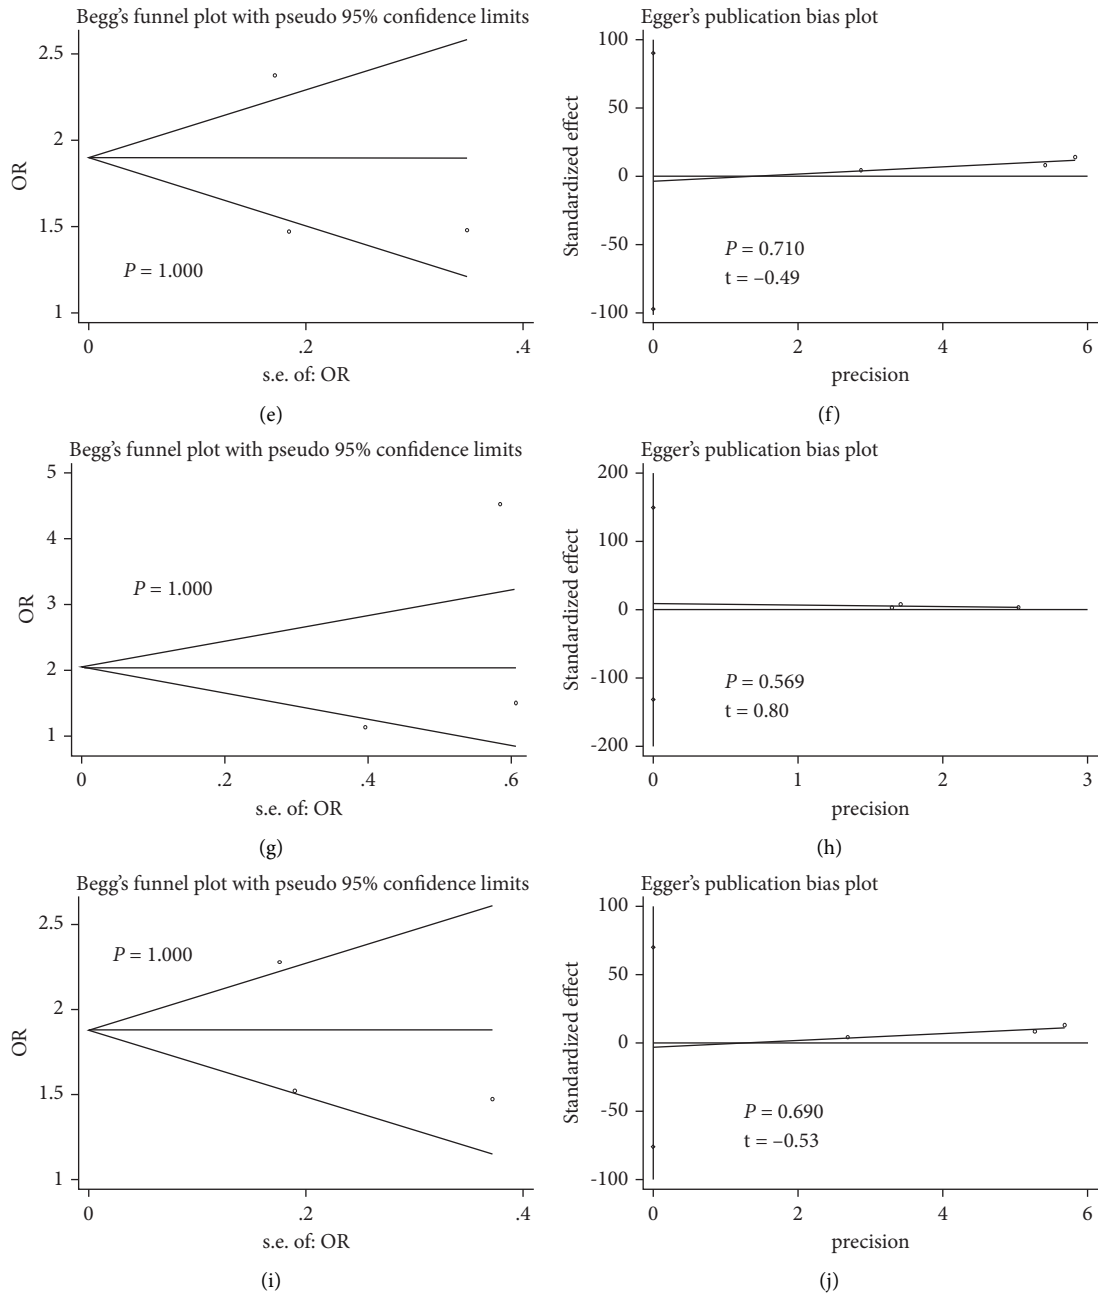 Begg's funnel plot with pseudo 95% confidence limits
2.5
2
1.5
1
OR
P = 1.000
0
.2
.4
s.e. of: OR
(e)
Egger's publication bias plot
100
50
0
-50
-100
Standardized effect
P = 0.710
t = –0.49
0
2
4
6
precision
(f)
Begg's funnel plot with pseudo 95% confidence limits
5
4
3
2
1
OR
P = 1.000
0
.2
.4
.6
s.e. of: OR
(g)
Egger's publication bias plot
200
100
0
-100
-200
Standardized effect
P = 0.569
t = 0.80
0
1
2
3
precision
(h)
Begg's funnel plot with pseudo 95% confidence limits
2.5
2
1.5
1
OR
P = 1.000
0
.2
.4
s.e. of: OR
(i)
Egger's publication bias plot
100
50
0
-50
-100
Standardized effect
P = 0.690
t = –0.53
0
2
4
6
precision
(j)